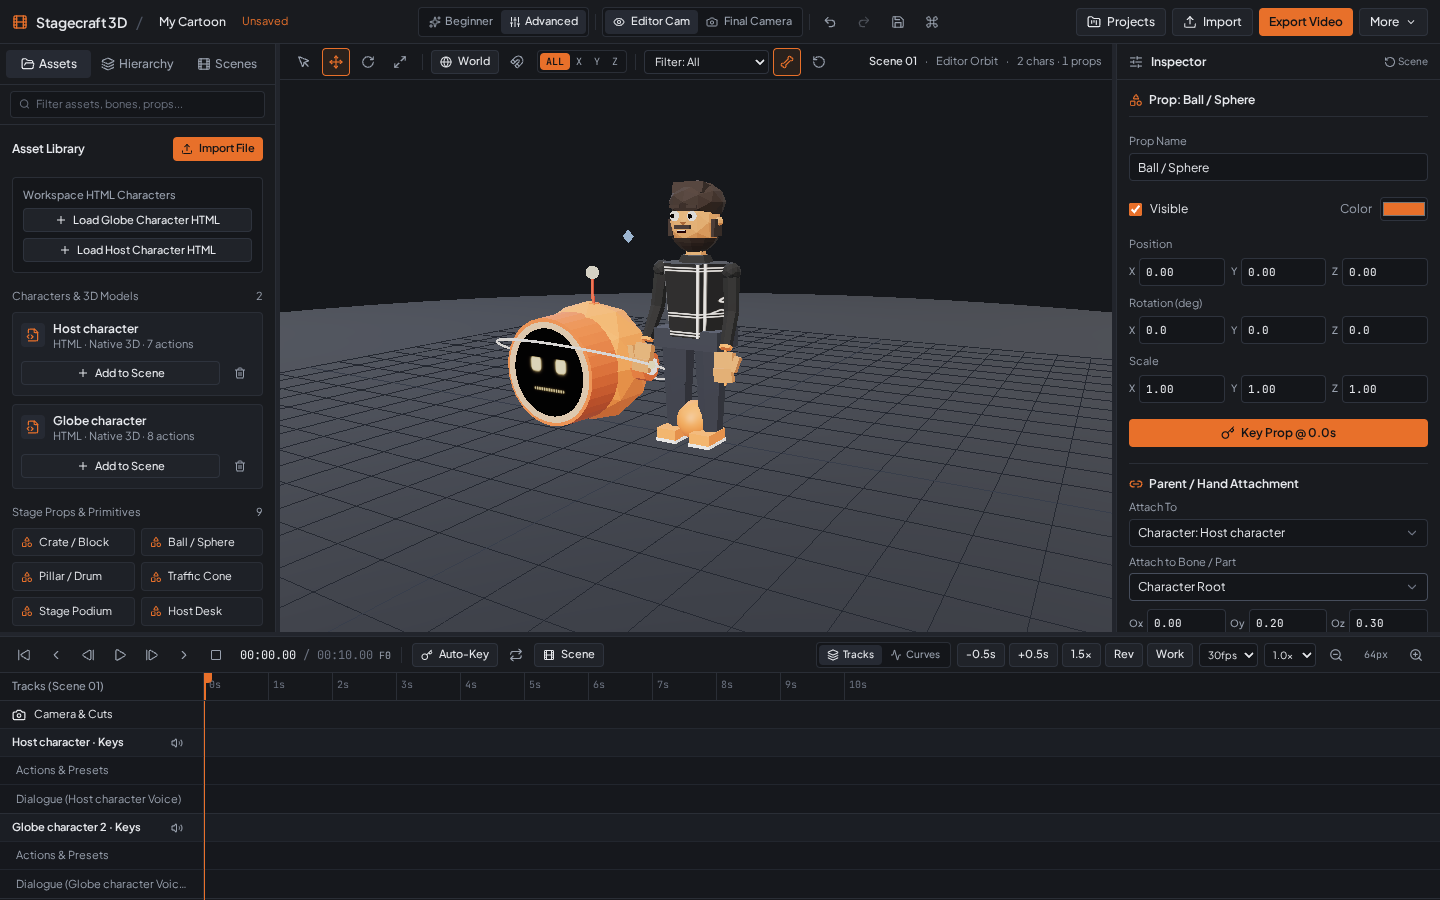 Stagecraft 3D / My Cartoon Unsaved Beginner Advanced Editor Cam Final Camera Projects Import Export Video More
Assets Hierarchy Scenes World ALL X Y Z Filter: All Scene 01 · Editor Orbit · 2 chars · 1 props Inspector Scene
Filter assets, bones, props...
Asset Library Import File
Workspace HTML Characters
+ Load Globe Character HTML
+ Load Host Character HTML
Characters & 3D Models 2
Host character
HTML · Native 3D · 7 actions
+ Add to Scene
Globe character
HTML · Native 3D · 8 actions
+ Add to Scene
Stage Props & Primitives 9
Crate / Block Ball / Sphere
Pillar / Drum Traffic Cone
Stage Podium Host Desk
Prop: Ball / Sphere
Prop Name
Ball / Sphere
Visible Color
Position
X 0.00 Y 0.00 Z 0.00
Rotation (deg)
X 0.0 Y 0.0 Z 0.0
Scale
X 1.00 Y 1.00 Z 1.00
Key Prop @ 0.0s
Parent / Hand Attachment
Attach To
Character: Host character
Attach to Bone / Part
Character Root
Ox 0.00 Oy 0.20 Oz 0.30
00:00.00 / 00:10.00 F0 Auto-Key Scene Tracks Curves -0.5s +0.5s 1.5× Rev Work 30fps 1.0× 64px
Tracks (Scene 01) 0s 1s 2s 3s 4s 5s 6s 7s 8s 9s 10s
Camera & Cuts
Host character · Keys
Actions & Presets
Dialogue (Host character Voice)
Globe character 2 · Keys
Actions & Presets
Dialogue (Globe character Voic...